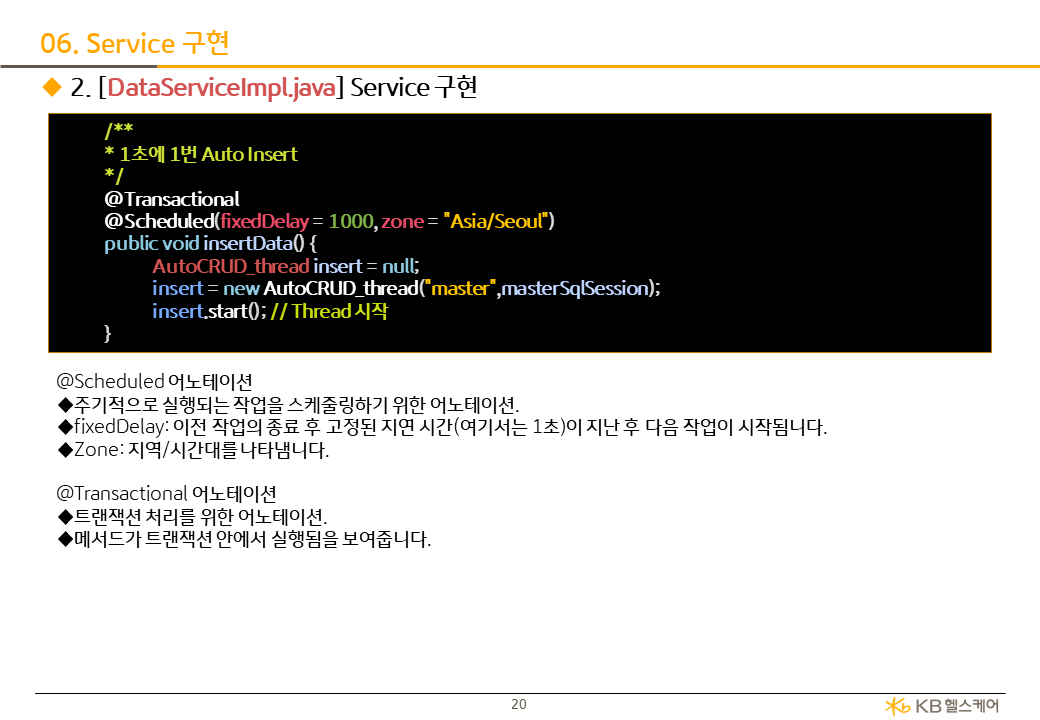 06. Service 구현
◆ 2. [DataServiceImpl.java] Service 구현
/**
* 1초에 1번 Auto Insert
*/
@Transactional
@Scheduled(fixedDelay = 1000, zone = "Asia/Seoul")
public void insertData() {
AutoCRUD_thread insert = null;
insert = new AutoCRUD_thread("master",masterSqlSession);
insert.start(); // Thread 시작
}
@Scheduled 어노테이션
◆주기적으로 실행되는 작업을 스케줄링하기 위한 어노테이션.
◆fixedDelay: 이전 작업의 종료 후 고정된 지연 시간(여기서는 1초)이 지난 후 다음 작업이 시작됨니다.
◆Zone: 지역/시간대를 나타냄니다.
@Transactional 어노테이션
◆트랜잭션 처리를 위한 어노테이션.
◆메서드가 트랜잭션 안에서 실행됨을 보여줍니다.
20
KB헬스케어